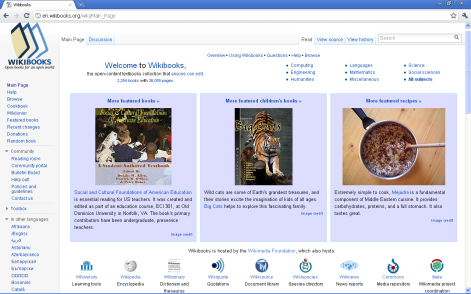 Wikibooks
en.wikibooks.org/wiki/Main_Page
WIKIBOOKS
Open books for an open world
Main Page
Discussion
Read
View source
View history
Search
Main Page
Help
Browse
Cookbook
Wikijunior
Featured books
Recent changes
Donations
Random book
Community
Reading room
Community portal
Bulletin Board
Help out!
Policies and
guidelines
Contact us
Toolbox
In other languages
Afrikaans
Ænglisc
العربية
Asturianu
Azərbaycanca
Беларуская
Български
Bosanski
Català
Overview • Using Wikibooks • Questions • Help • Browse
Welcome to Wikibooks,
the open-content textbooks collection that anyone can edit.
Computing
Engineering
Humanities
Languages
Mathematics
Miscellaneous
Science
Social sciences
All subjects
More featured books »
Social & Cultural Foundations
of American Education
A Student-Authored Textbook
Social and Cultural Foundations of American Education
is essential reading for US teachers. It was created and
edited as part of an education course, ECI 301, at Old
Dominion University in Norfolk, VA. The book's primary
contributors have been undergraduate, preservice
teachers.
Image credit
More featured children's books »
Wild cats are some of Earth's grandest treasures, and
their stories excite the imagination of kids of all ages.
Big Cats helps to explore this fascinating family.
Image credit
More featured recipes »
Extremely simple to cook, Mejadra is a fundamental
component of Middle Eastern cuisine. It provides
carbohydrates, proteins, and a full stomach. It also
tastes great.
Image credit
Wikibooks is hosted by the Wikimedia Foundation, which also hosts:
Wikiversity
Learning tools
Wikipedia
Encyclopedia
Wiktionary
Dictionary and
thesaurus
Wikiquote
Quotations
Wikisource
Document library
Wikispecies
Species directory
Wikinews
News reports
Commons
Media repository
Meta
Wikimedia project
coordination